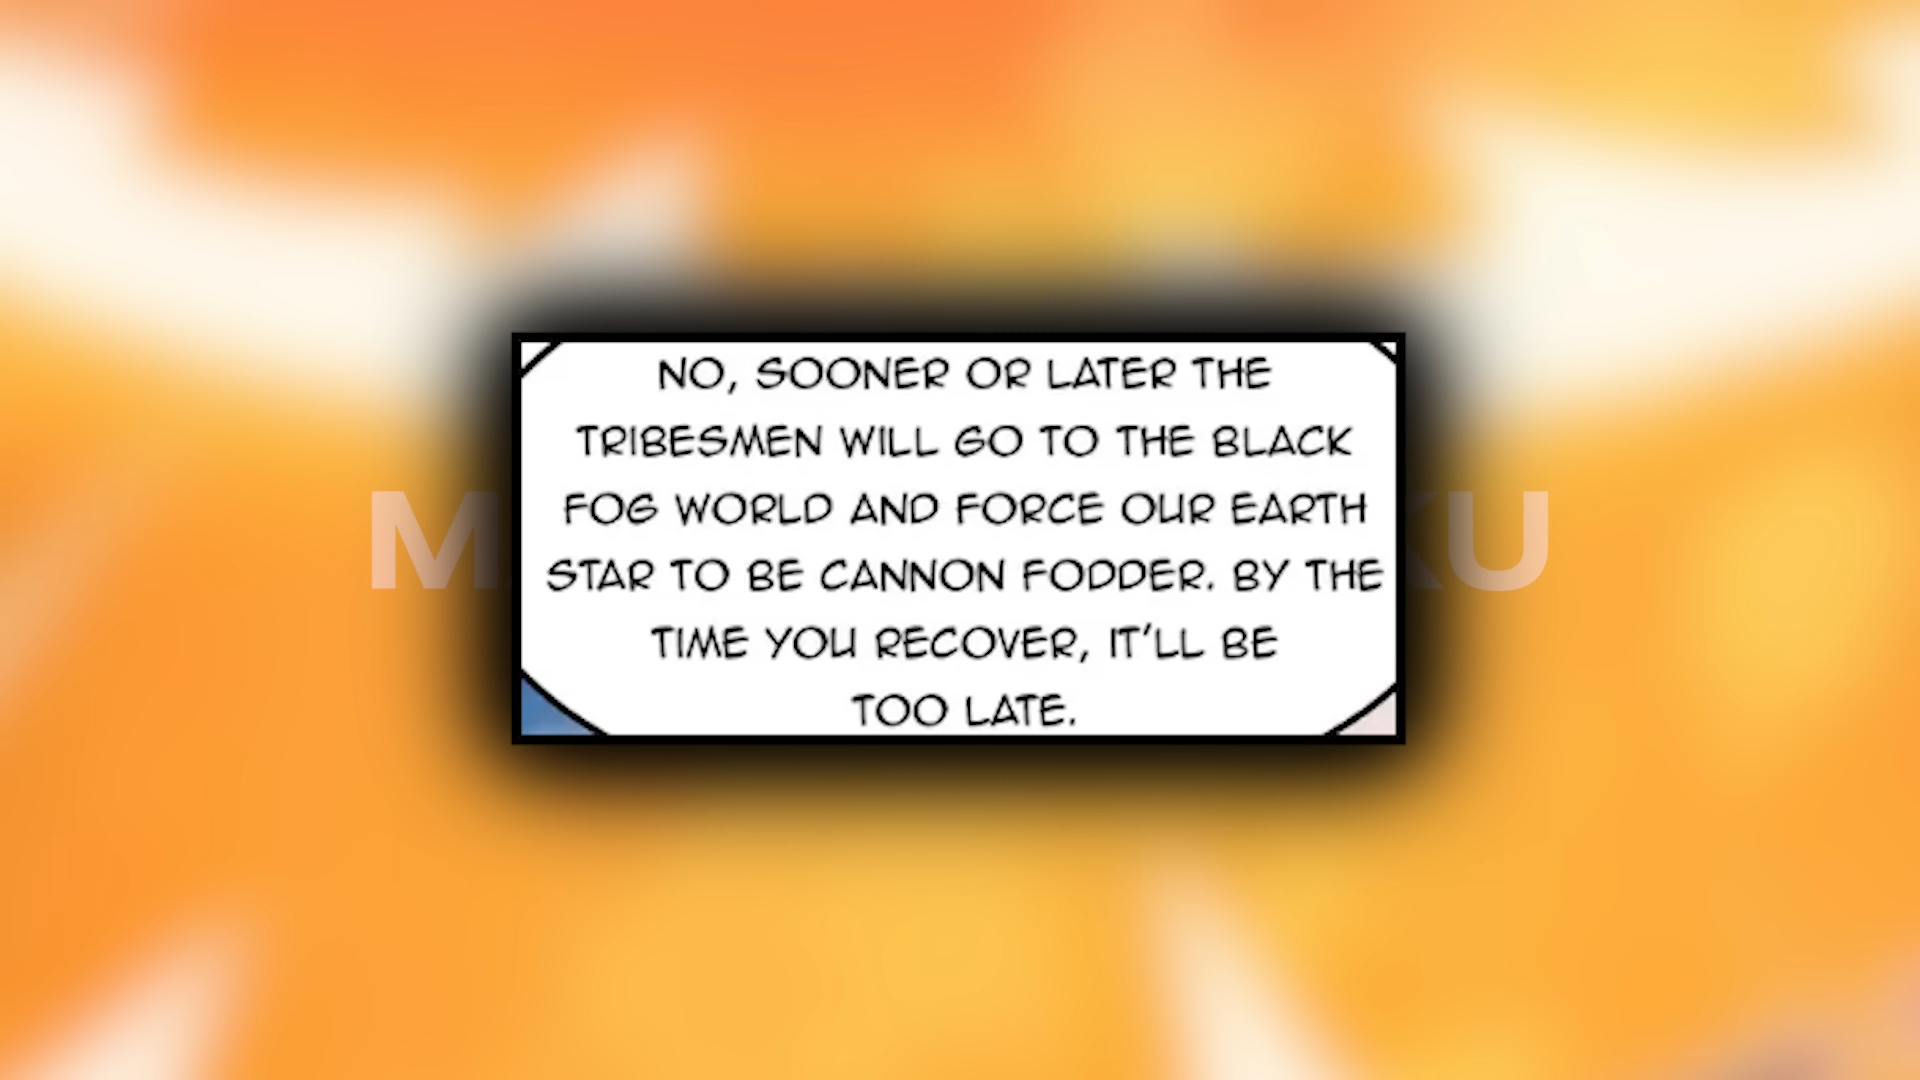 NO, SOONER OR LATER THE
TRIBESMEN WILL GO TO THE BLACK
FOG WORLD AND FORCE OUR EARTH
STAR TO BE CANNON FODDER. BY THE
TIME YOU RECOVER, IT'LL BE
TOO LATE.